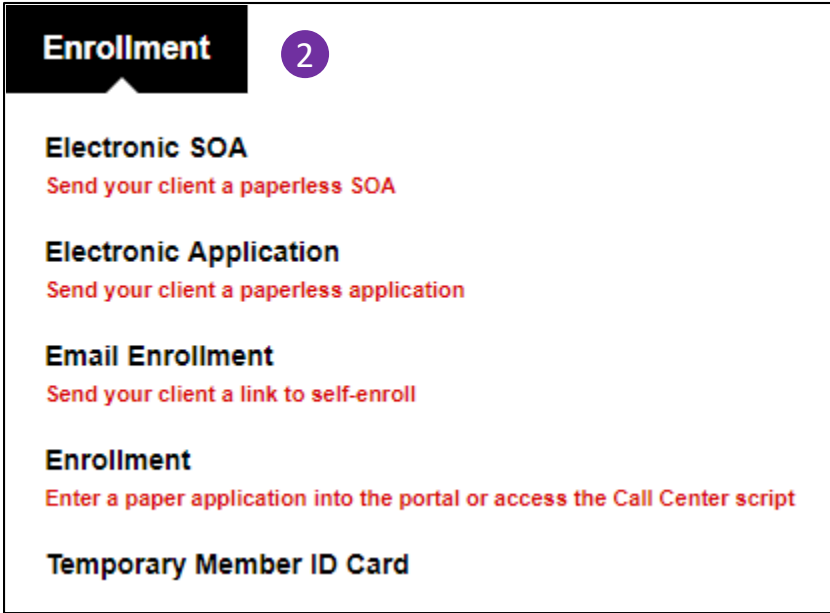 Enrollment 2
Electronic SOA
Send your client a paperless SOA
Electronic Application
Send your client a paperless application
Email Enrollment
Send your client a link to self-enroll
Enrollment
Enter a paper application into the portal or access the Call Center script
Temporary Member ID Card